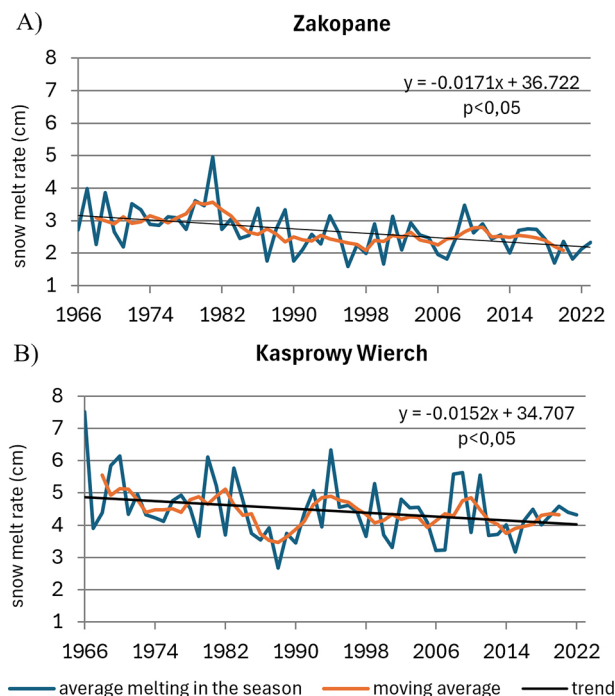 A)
Zakopane
8
7
6
5
4
3
2
1
snow melt rate (cm)
y = -0.0171x + 36.722
p<0,05
1966 1974 1982 1990 1998 2006 2014 2022
B)
Kasprowy Wierch
8
7
6
5
4
3
2
1
snow melt rate (cm)
y = -0.0152x + 34.707
p<0,05
1966 1974 1982 1990 1998 2006 2014 2022
average melting in the season moving average trend